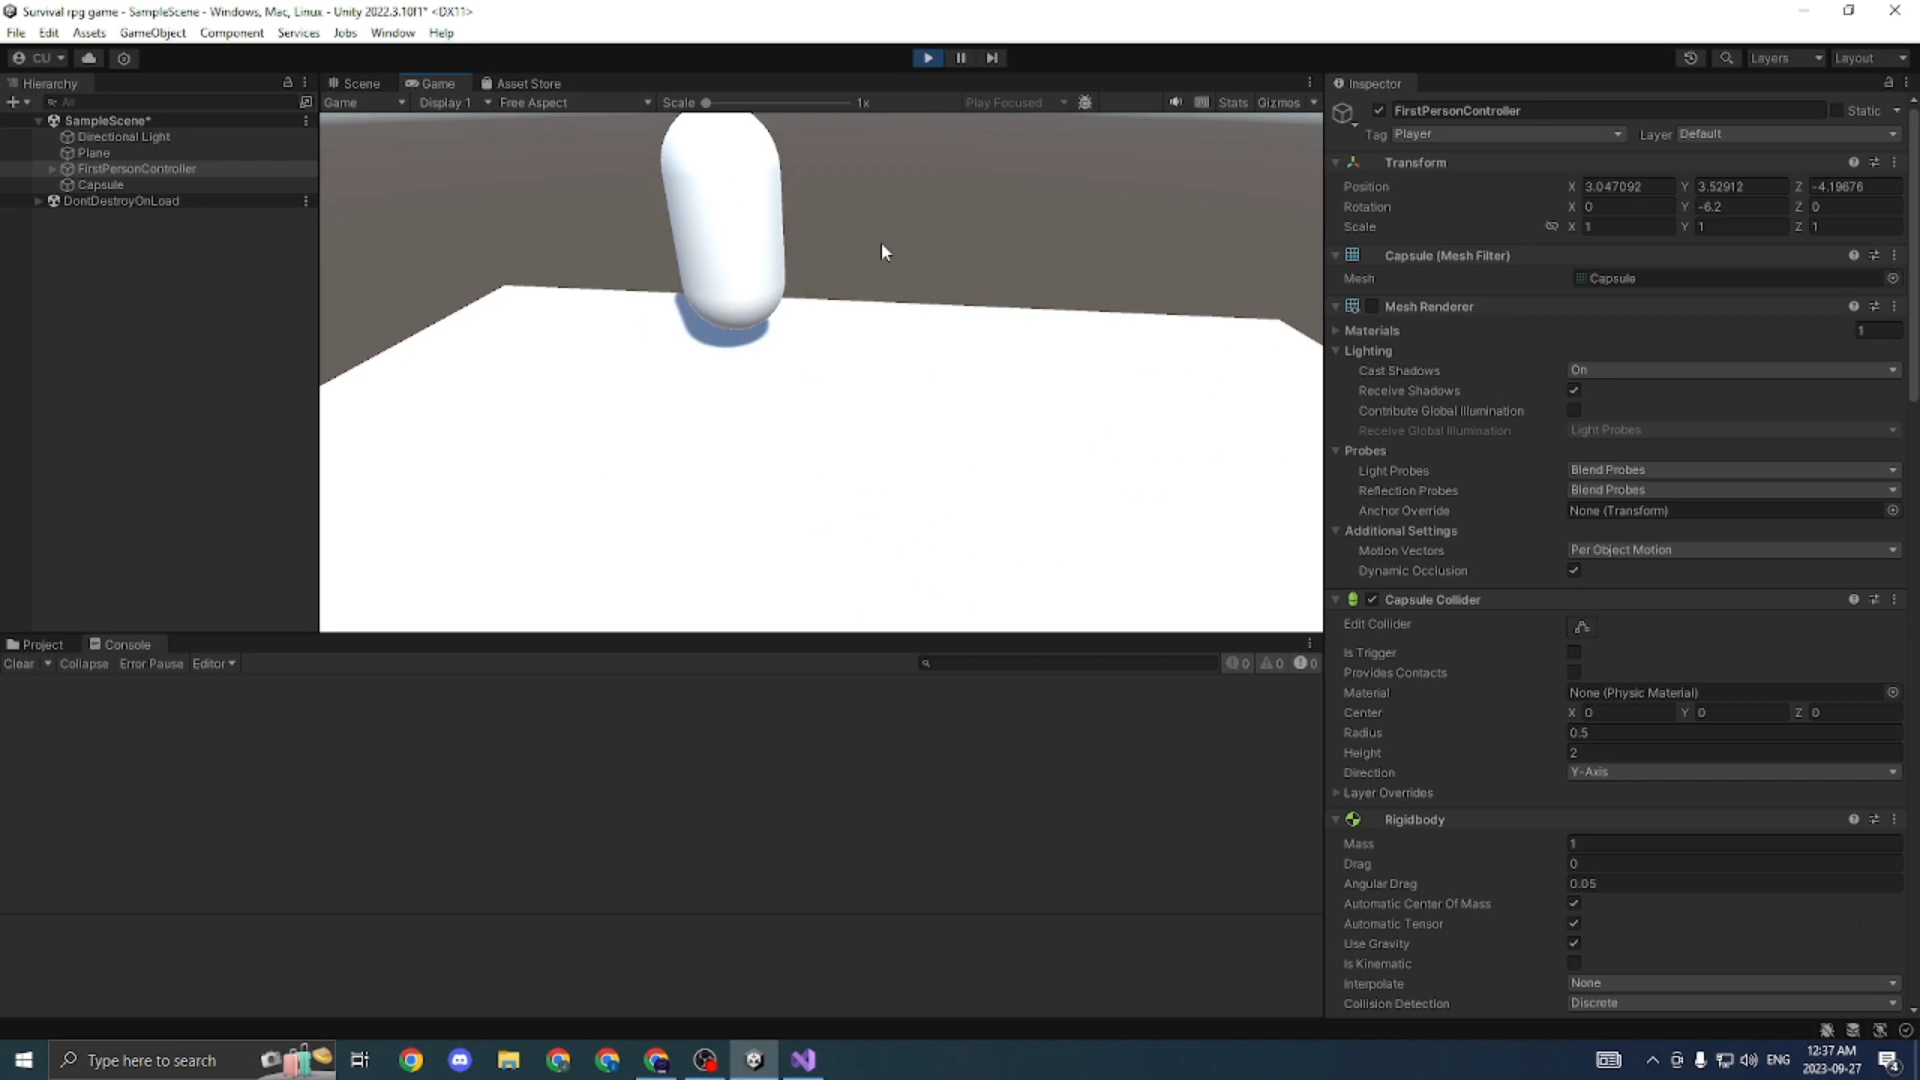 Survival rpg game - SampleScene - Windows, Mac, Linux - Unity 2022.3.10f1* <DX11>
File Edit Assets GameObject Component Services Jobs Window Help
CU Layers Layout
Hierarchy
All
SampleScene*
Directional Light
Plane
FirstPersonController
Capsule
DontDestroyOnLoad
Scene Game Asset Store
Game Display 1 Free Aspect Scale 1x Play Focused Stats Gizmos
Project Console
Clear Collapse Error Pause Editor 0 0 0
Inspector
FirstPersonController Static
Tag Player Layer Default
Transform
Position X 3.047092 Y 3.52912 Z -4.19676
Rotation X 0 Y -6.2 Z 0
Scale X 1 Y 1 Z 1
Capsule (Mesh Filter)
Mesh Capsule
Mesh Renderer
Materials 1
Lighting
Cast Shadows On
Receive Shadows
Contribute Global Illumination
Receive Global Illumination Light Probes
Probes
Light Probes Blend Probes
Reflection Probes Blend Probes
Anchor Override None (Transform)
Additional Settings
Motion Vectors Per Object Motion
Dynamic Occlusion
Capsule Collider
Edit Collider
Is Trigger
Provides Contacts
Material None (Physic Material)
Center X 0 Y 0 Z 0
Radius 0.5
Height 2
Direction Y-Axis
Layer Overrides
Rigidbody
Mass 1
Drag 0
Angular Drag 0.05
Automatic Center Of Mass
Automatic Tensor
Use Gravity
Is Kinematic
Interpolate None
Collision Detection Discrete
Type here to search
ENG
12:37 AM
2023-09-27
4